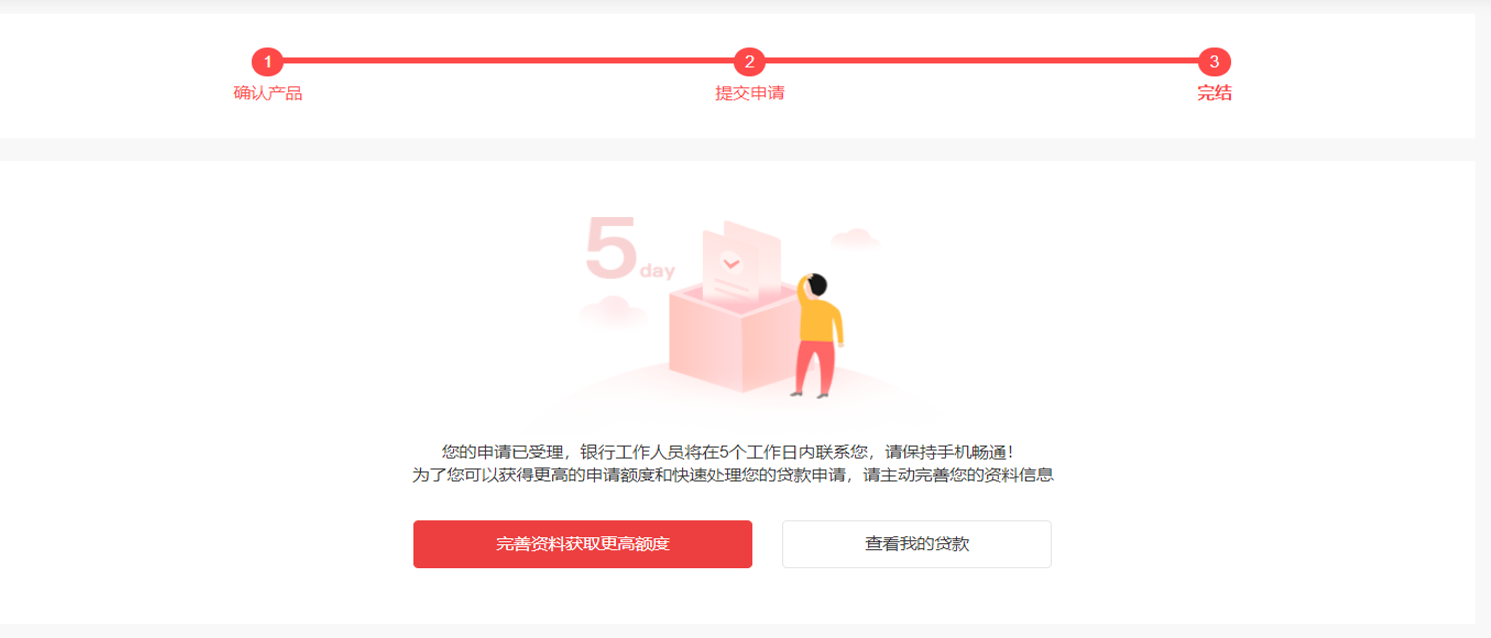 1
2
3
确认产品
提交申请
完结
5 day
您的申请已受理，银行工作人员将在5个工作日内联系您，请保持手机畅通！
为了您可以获得更高的申请额度和快速处理您的贷款申请，请主动完善您的资料信息
完善资料获取更高额度
查看我的贷款